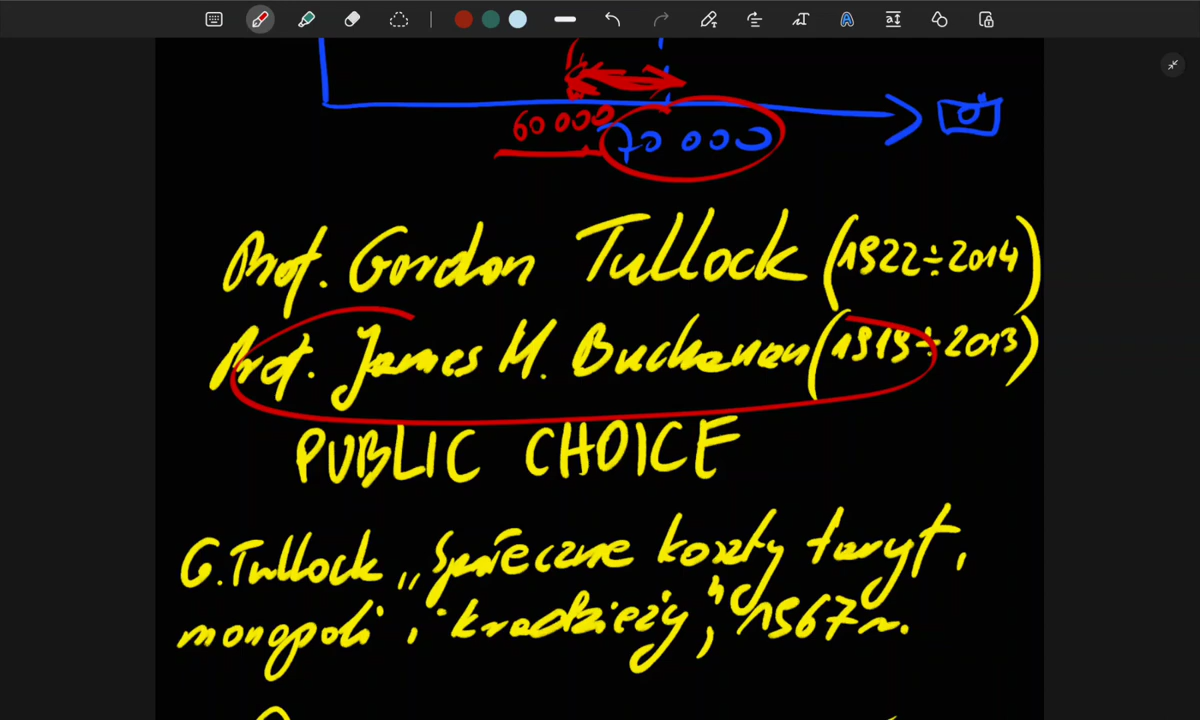 60 000
70 000
Prof. Gordon Tullock (1922÷2014)
Prof. James M. Buchanan (1919÷2013)
PUBLIC CHOICE
G. Tullock „Społeczne koszty taryf,
monopoli i kradzieży”, 1967 r.